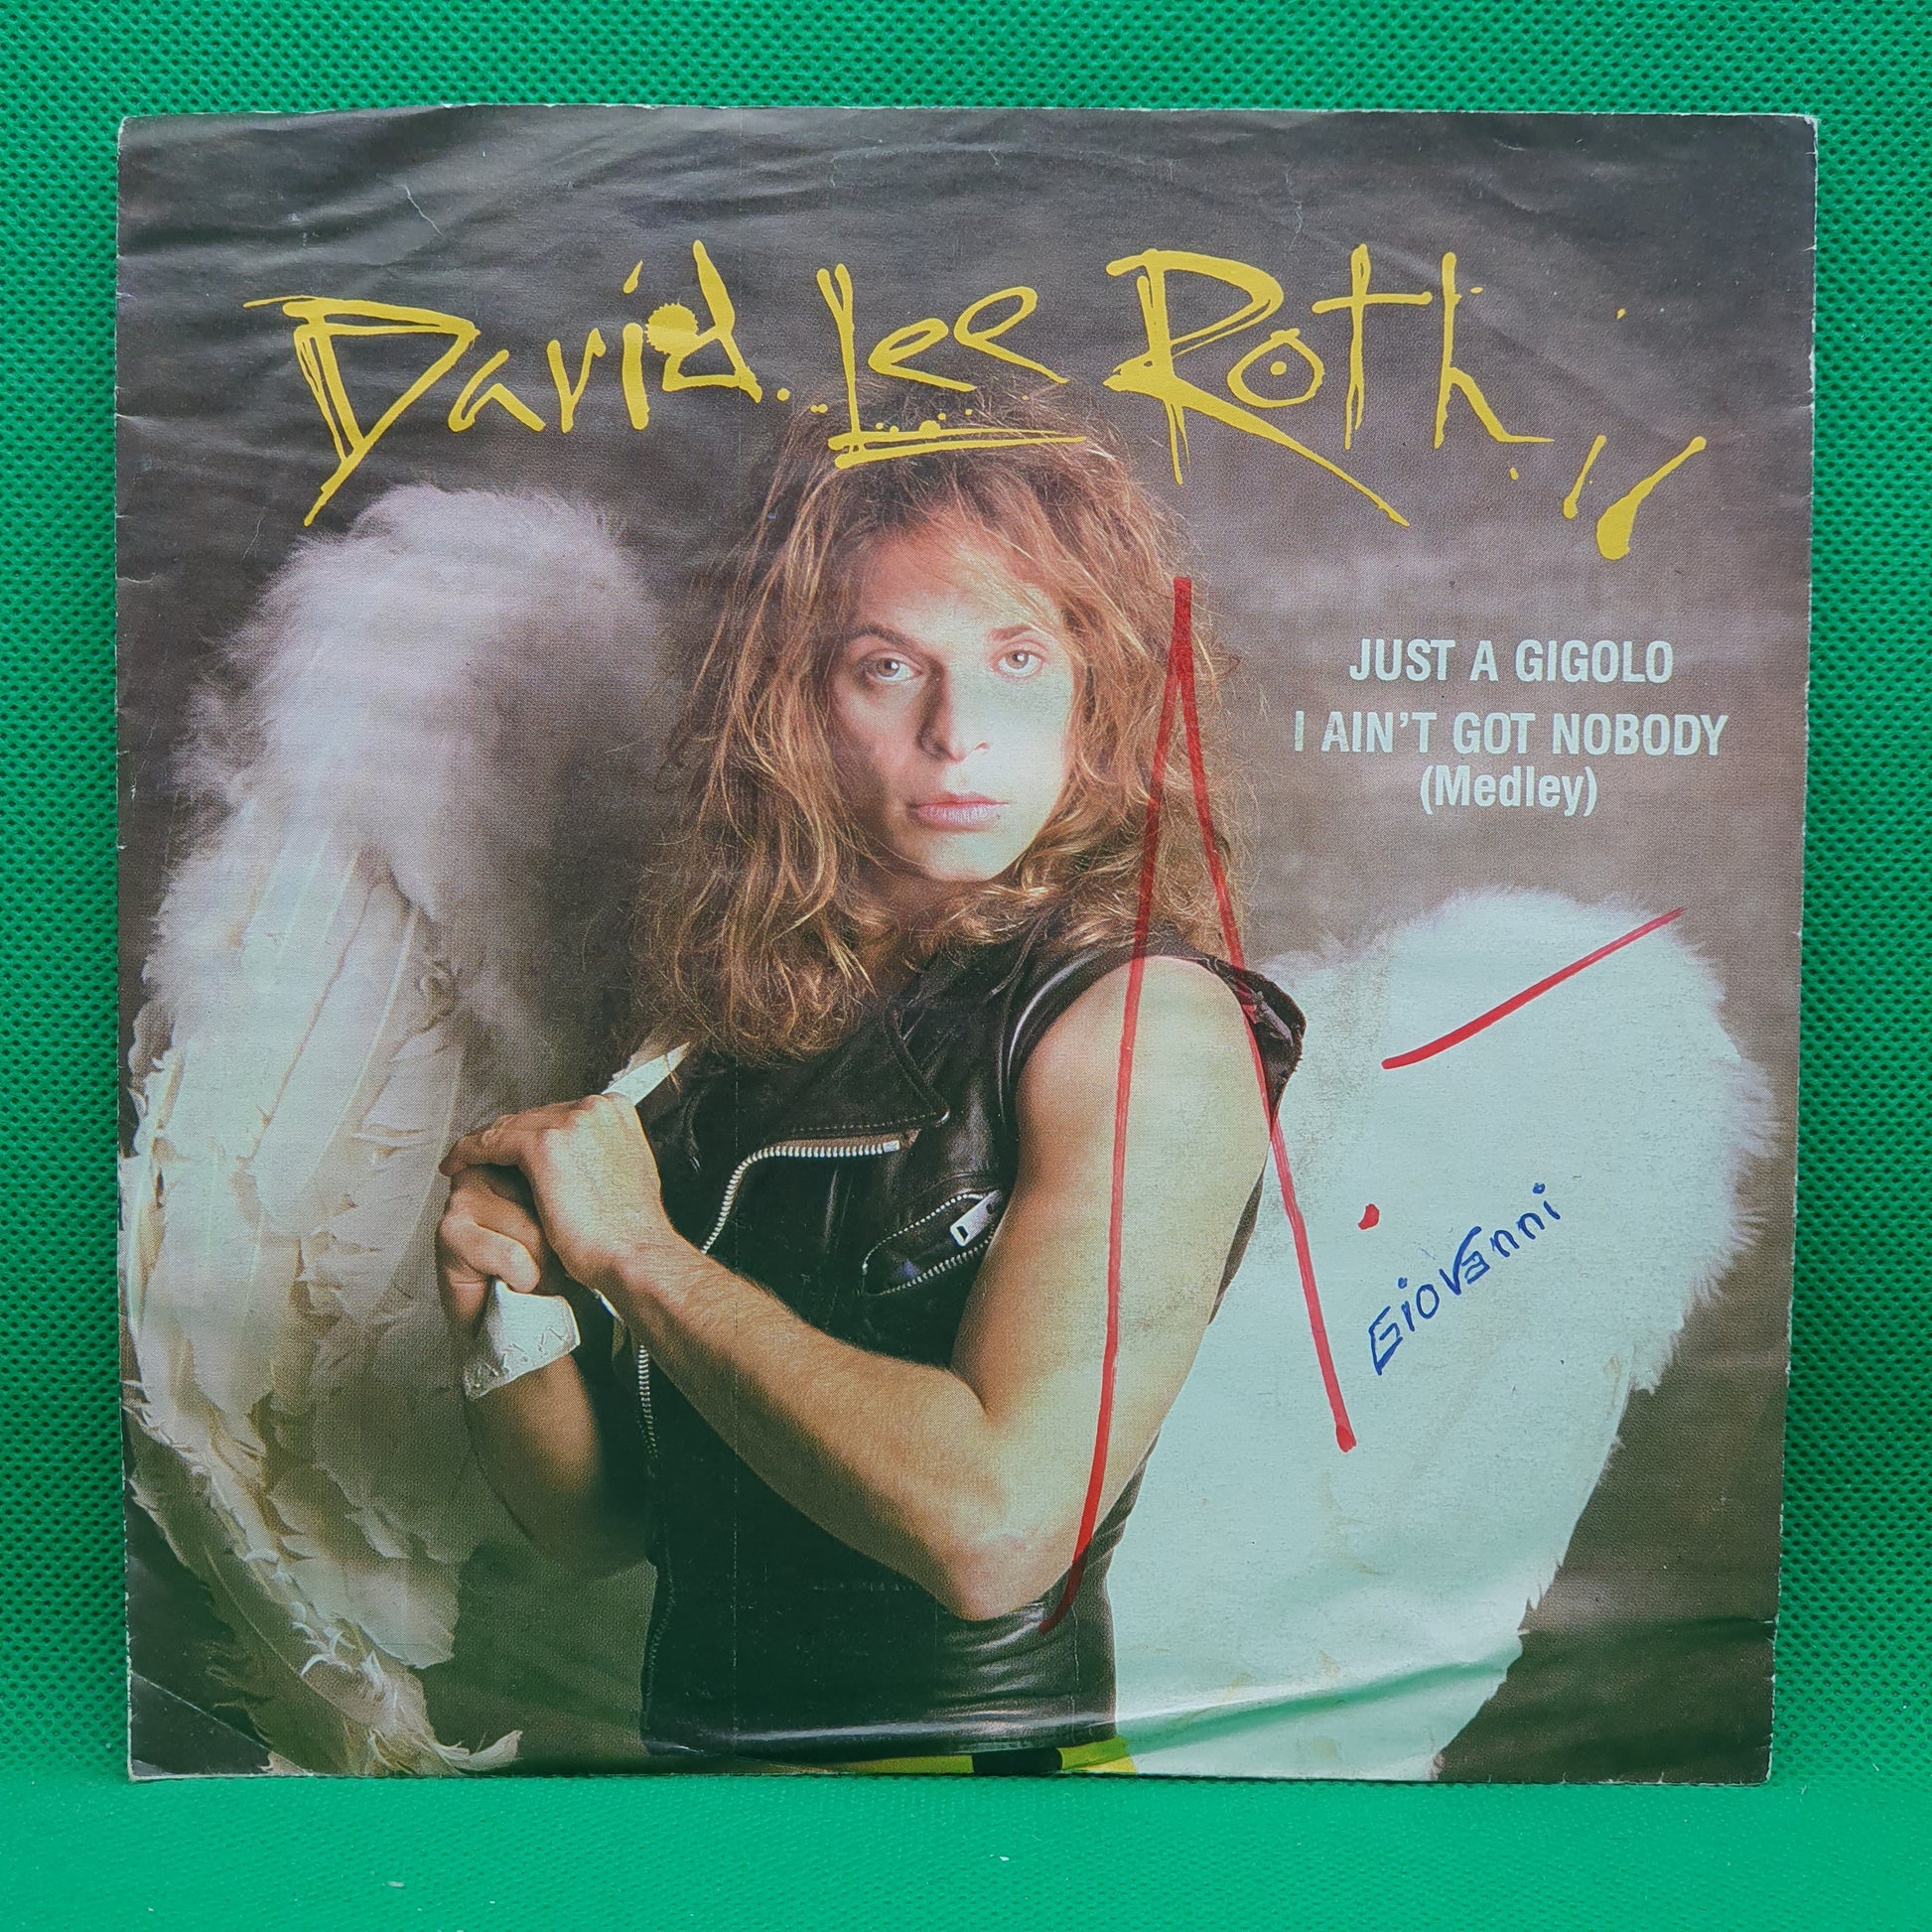 David Lee Roth
JUST A GIGOLO
I AIN'T GOT NOBODY
(Medley)
Giovanni